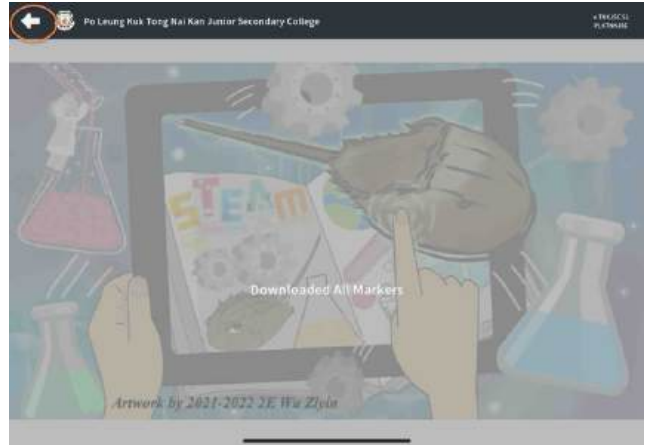 Po Leung Kuk Tong Nai Kan Junior Secondary College
STEAM
Downloaded All Markers
Artwork by 2021-2022 2E Wu